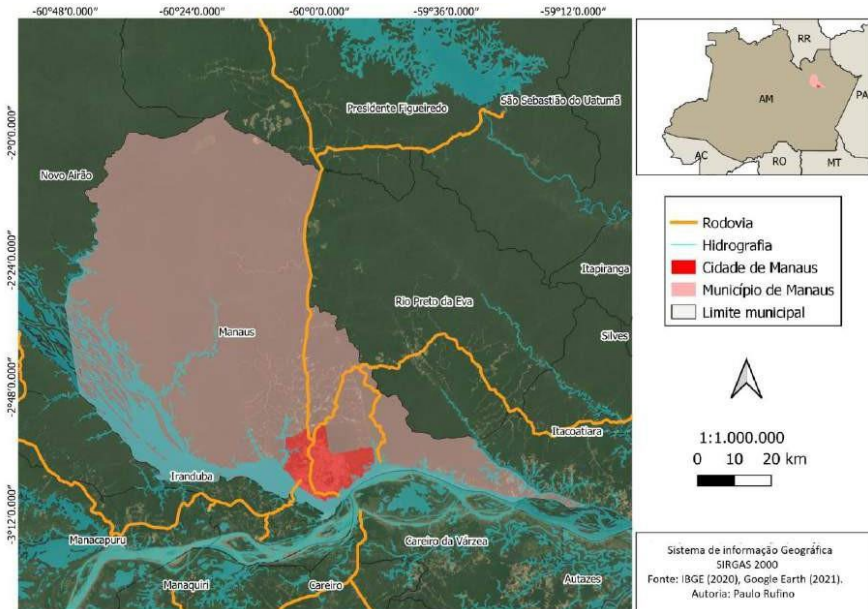 -60°48'0.000" -60°24'0.000" -60°0'0.000" -59°36'0.000" -59°12'0.000"
-2°0'0.000"
-2°24'0.000"
-2°48'0.000"
-3°12'0.000"
Presidente Figueiredo
São Sebastião do Uatumã
Novo Airão
Itapiranga
Rio Preto da Eva
Manaus
Silves
Itacoatiara
Iranduba
Manacapuru
Careiro da Várzea
Manaquiri
Careiro
Autazes
RR
AM
PA
AC
RO
MT
Rodovia
Hidrografia
Cidade de Manaus
Município de Manaus
Limite municipal
1:1.000.000
0 10 20 km
Sistema de informação Geográfica
SIRGAS 2000
Fonte: IBGE (2020), Google Earth (2021).
Autoria: Paulo Rufino